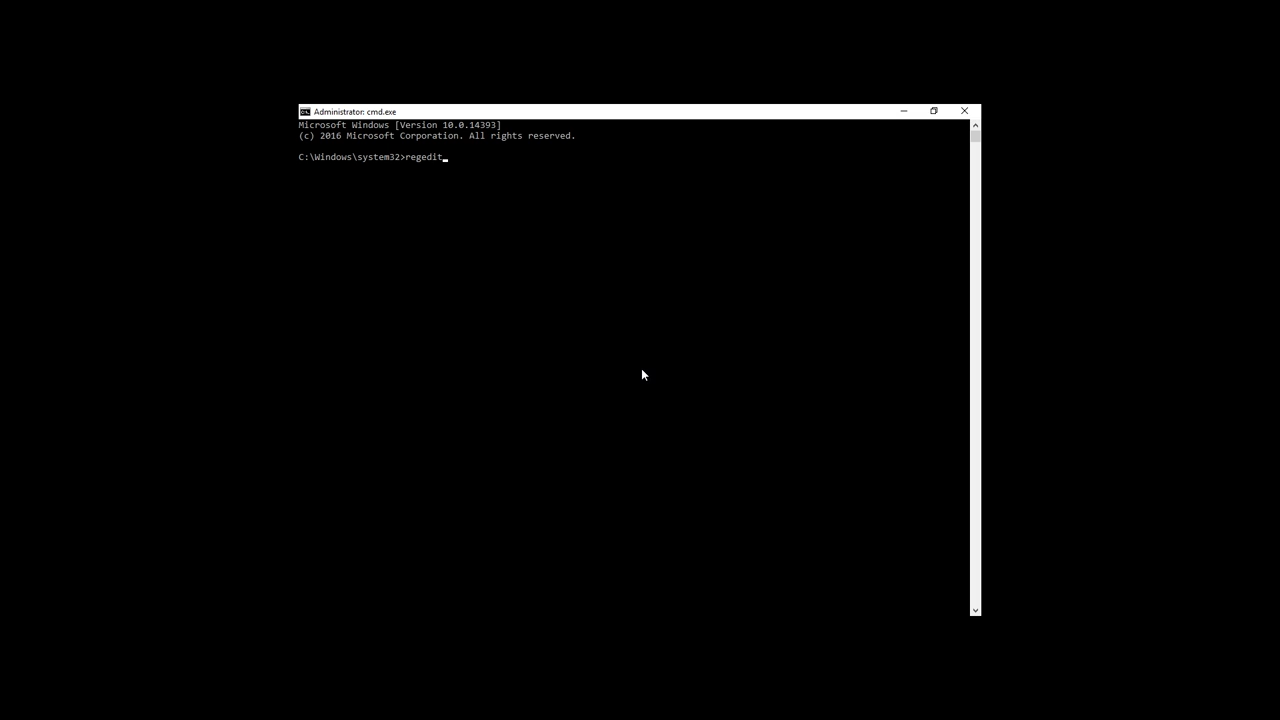 Administrator: cmd.exe
Microsoft Windows [Version 10.0.14393]
(c) 2016 Microsoft Corporation. All rights reserved.
C:\Windows\system32>regedit